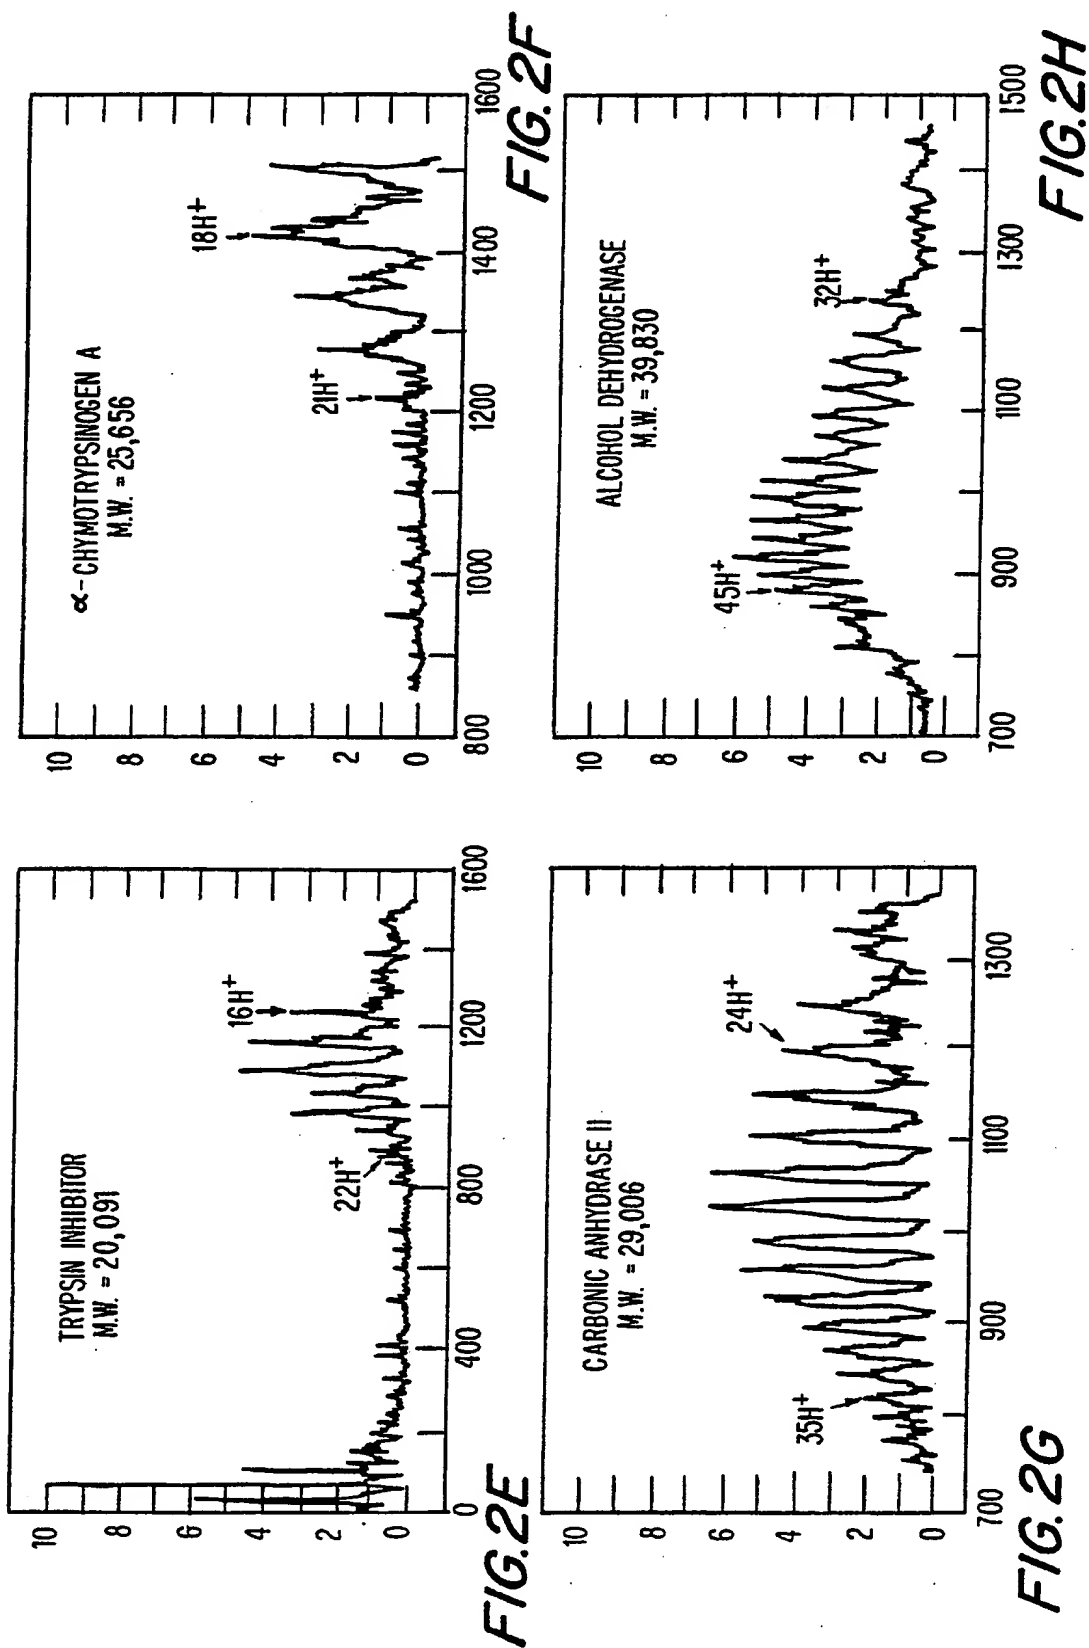 TRYPSIN INHIBITOR
M.W. = 20,091
10
8
6
4
2
0
22H+
16H+
0 400 800 1200 1600
FIG. 2E
α-CHYMOTRYPSINOGEN A
M.W. = 25,656
10
8
6
4
2
0
21H+
18H+
800 1000 1200 1400 1600
FIG. 2F
CARBONIC ANHYDRASE II
M.W. = 29,006
10
8
6
4
2
0
35H+
24H+
700 900 1100 1300
FIG. 2G
ALCOHOL DEHYDROGENASE
M.W. = 39,830
10
8
6
4
2
0
45H+
32H+
700 900 1100 1300 1500
FIG. 2H